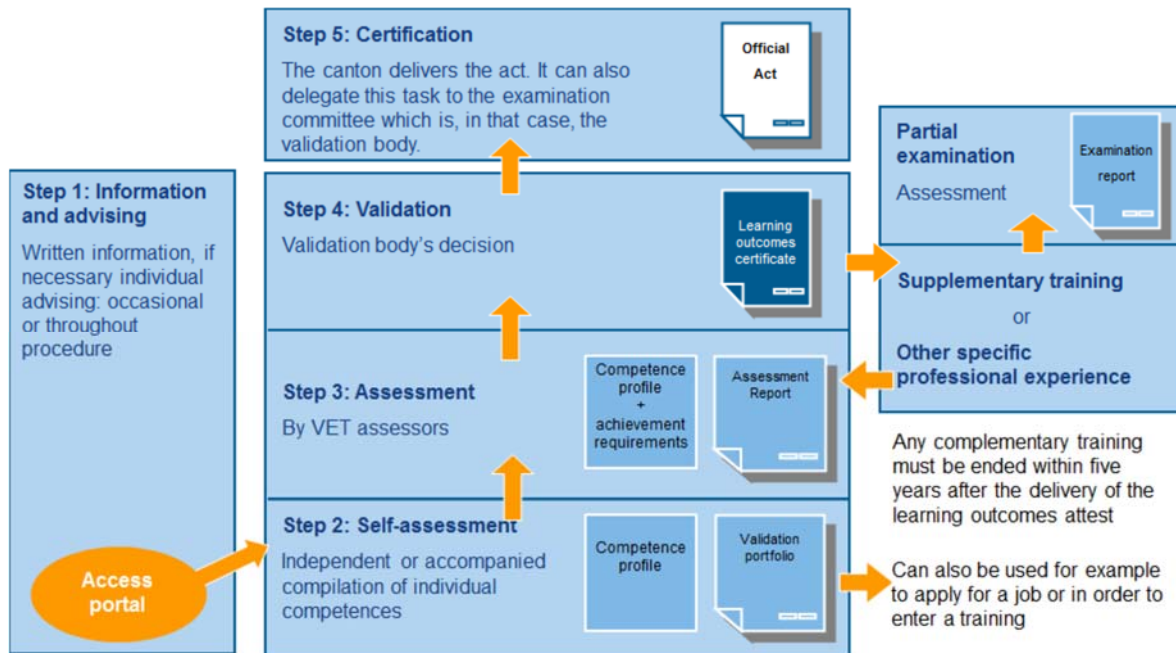 Step 5: Certification
The canton delivers the act. It can also
delegate this task to the examination
committee which is, in that case, the
validation body.
Official
Act
Partial
examination
Assessment
Examination
report
Step 1: Information
and advising
Written information, if
necessary individual
advising: occasional
or throughout
procedure
Step 4: Validation
Validation body's decision
Learning
outcomes
certificate
Supplementary training
or
Other specific
professional experience
Step 3: Assessment
By VET assessors
Competence
profile
+
achievement
requirements
Assessment
Report
Any complementary training
must be ended within five
years after the delivery of the
learning outcomes attest
Step 2: Self-assessment
Independent or accompanied
compilation of individual
competences
Competence
profile
Validation
portfolio
Access
portal
Can also be used for example
to apply for a job or in order to
enter a training